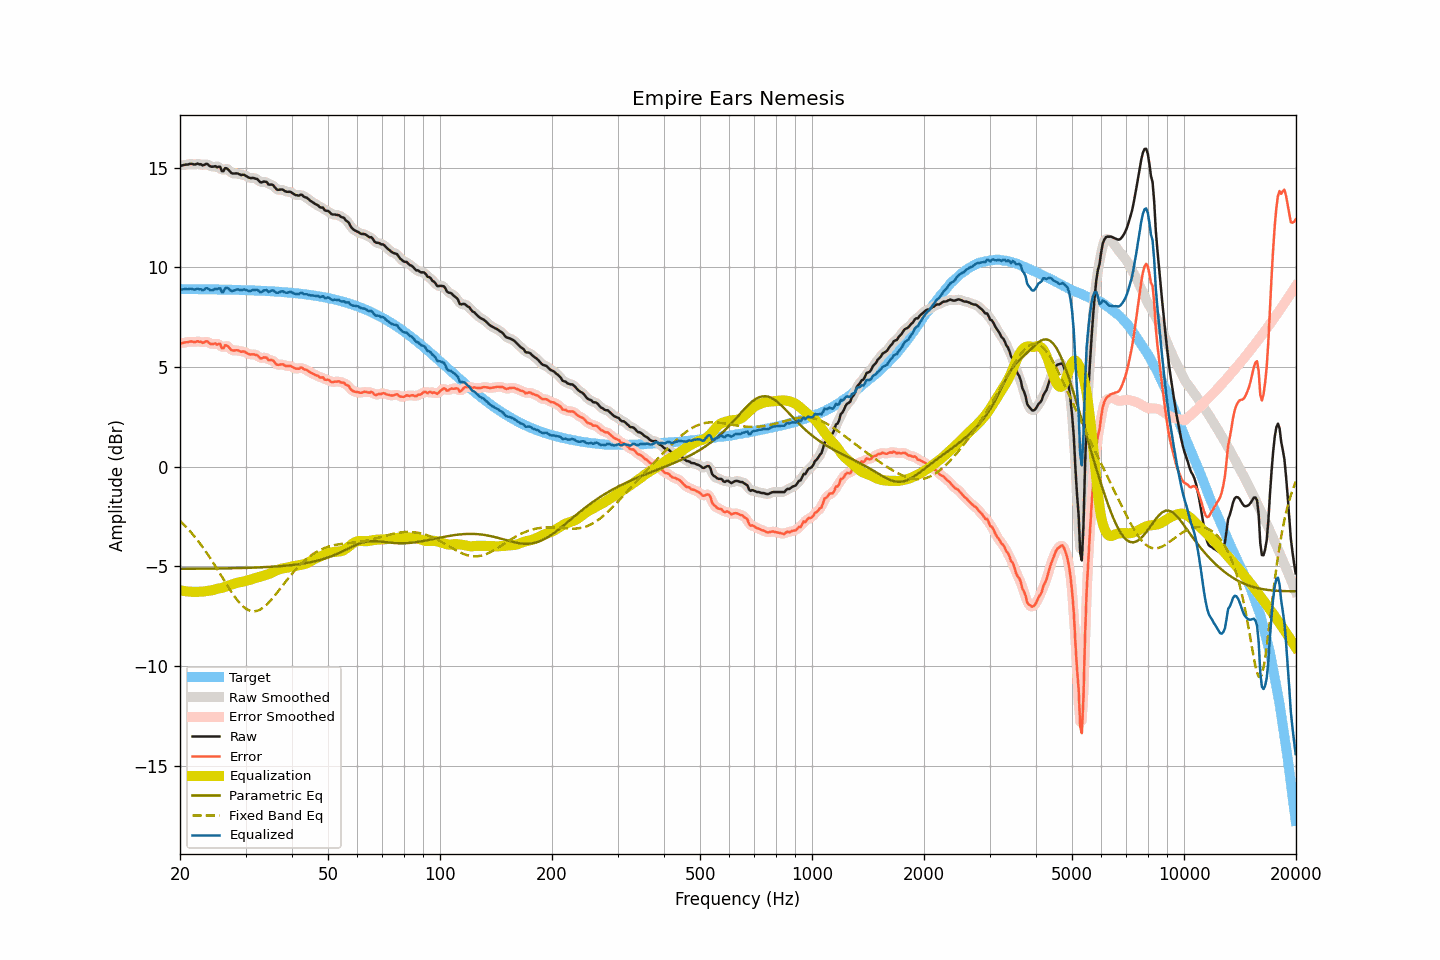 Empire Ears Nemesis
Amplitude (dBr)
15
10
5
0
−5
−10
−15
Target
Raw Smoothed
Error Smoothed
Raw
Error
Equalization
Parametric Eq
Fixed Band Eq
Equalized
20 50 100 200 500 1000 2000 5000 10000 20000
Frequency (Hz)